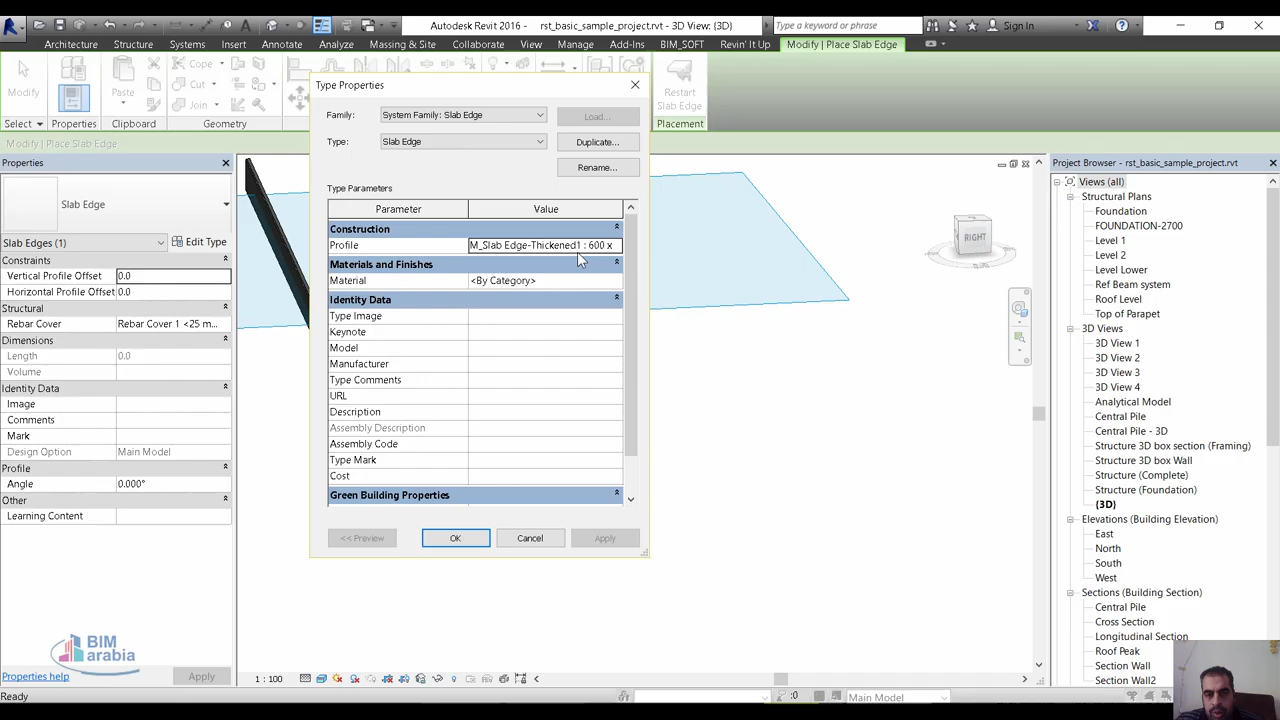 Autodesk Revit 2016 - rst_basic_sample_project.rvt - 3D View: {3D}
Type a keyword or phrase
Sign In
Architecture Structure Systems Insert Annotate Analyze Massing & Site Collaborate View Manage Add-Ins BIM_SOFT Revin' It Up Modify | Place Slab Edge
Modify
Paste
Cope
Cut
Join
Restart
Slab Edge
Select Properties Clipboard Geometry Placement
Modify | Place Slab Edge
Properties
Slab Edge
Slab Edges (1)
Edit Type
Constraints
Vertical Profile Offset 0.0
Horizontal Profile Offset 0.0
Structural
Rebar Cover Rebar Cover 1 <25 m...
Dimensions
Length 0.0
Volume
Identity Data
Image
Comments
Mark
Design Option Main Model
Profile
Angle 0.000°
Other
Learning Content
BIM
arabia
Properties help
Apply
Type Properties
Family: System Family: Slab Edge Load...
Type: Slab Edge Duplicate...
Rename...
Type Parameters
Parameter Value
Construction
Profile M_Slab Edge-Thickened1 : 600 x
Materials and Finishes
Material <By Category>
Identity Data
Type Image
Keynote
Model
Manufacturer
Type Comments
URL
Description
Assembly Description
Assembly Code
Type Mark
Cost
Green Building Properties
<< Preview OK Cancel Apply
RIGHT
Project Browser - rst_basic_sample_project.rvt
Views (all)
Structural Plans
Foundation
FOUNDATION-2700
Level 1
Level 2
Level Lower
Ref Beam system
Roof Level
Top of Parapet
3D Views
3D View 1
3D View 2
3D View 3
3D View 4
Analytical Model
Central Pile
Central Pile - 3D
Structure 3D box section (Framing)
Structure 3D box Wall
Structure (Complete)
Structure (Foundation)
{3D}
Elevations (Building Elevation)
East
North
South
West
Sections (Building Section)
Central Pile
Cross Section
Longitudinal Section
Roof Peak
Section Wall
Section Wall2
1 : 100
Ready
:0
Main Model